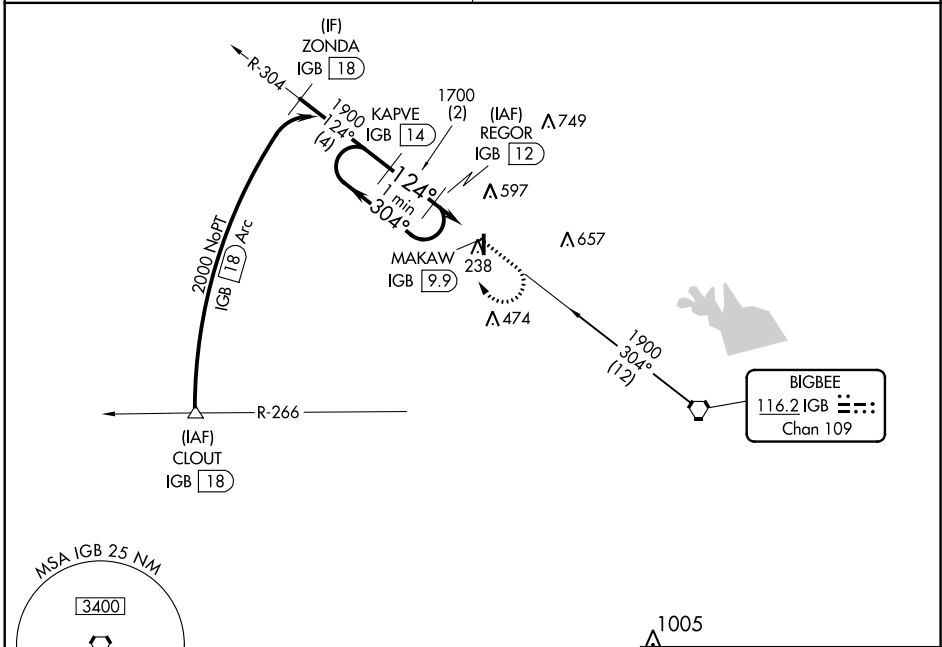 (IF)
ZONDA
IGB 18
R-304
1900
124°
(4)
KAPVE
IGB 14
1700
(2)
(IAF)
REGOR
IGB 12
749
597
124°
1 min
304°
657
MAKAW
IGB 9.9
238
474
2000 NoPT
IGB 18 Arc
1900
304°
(12)
BIGBEE
116.2 IGB
Chan 109
R-266
(IAF)
CLOUT
IGB 18
MSA IGB 25 NM
3400
1005